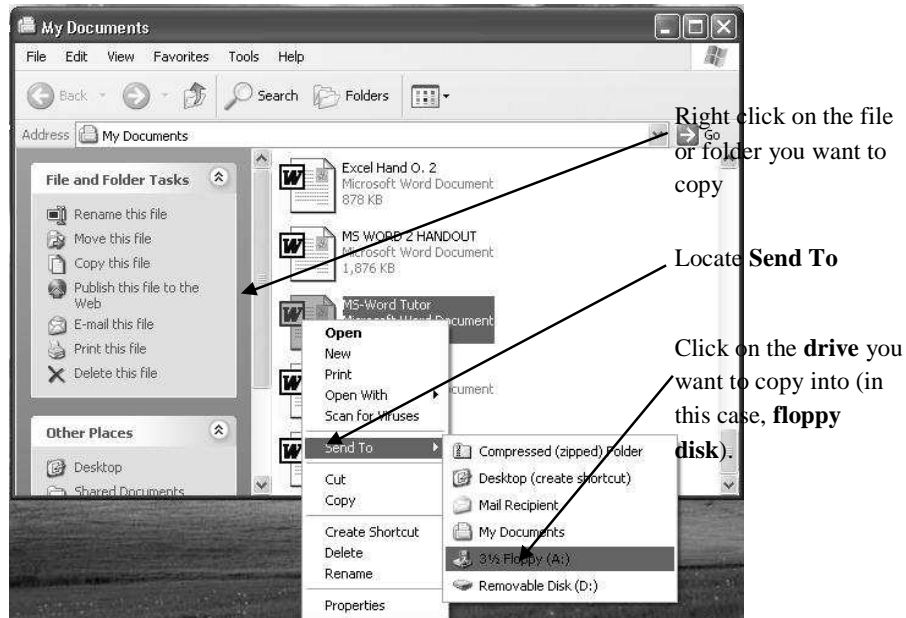 My Documents
File Edit View Favorites Tools Help
Back Search Folders
Address My Documents Go
File and Folder Tasks
Rename this file
Move this file
Copy this file
Publish this file to the
Web
E-mail this file
Print this file
Delete this file
Other Places
Desktop
Shared Documents
Excel Hand O. 2
Microsoft Word Document
878 KB
MS WORD 2 HANDOUT
Microsoft Word Document
1,876 KB
MS-Word Tutor
Microsoft Word Document
Open
New
Print
Open With
Scan for Viruses
Send To
Cut
Copy
Create Shortcut
Delete
Rename
Properties
Compressed (zipped) Folder
Desktop (create shortcut)
Mail Recipient
My Documents
3½ Floppy (A:)
Removable Disk (D:)
Right click on the file
or folder you want to
copy
Locate Send To
Click on the drive you
want to copy into (in
this case, floppy
disk).